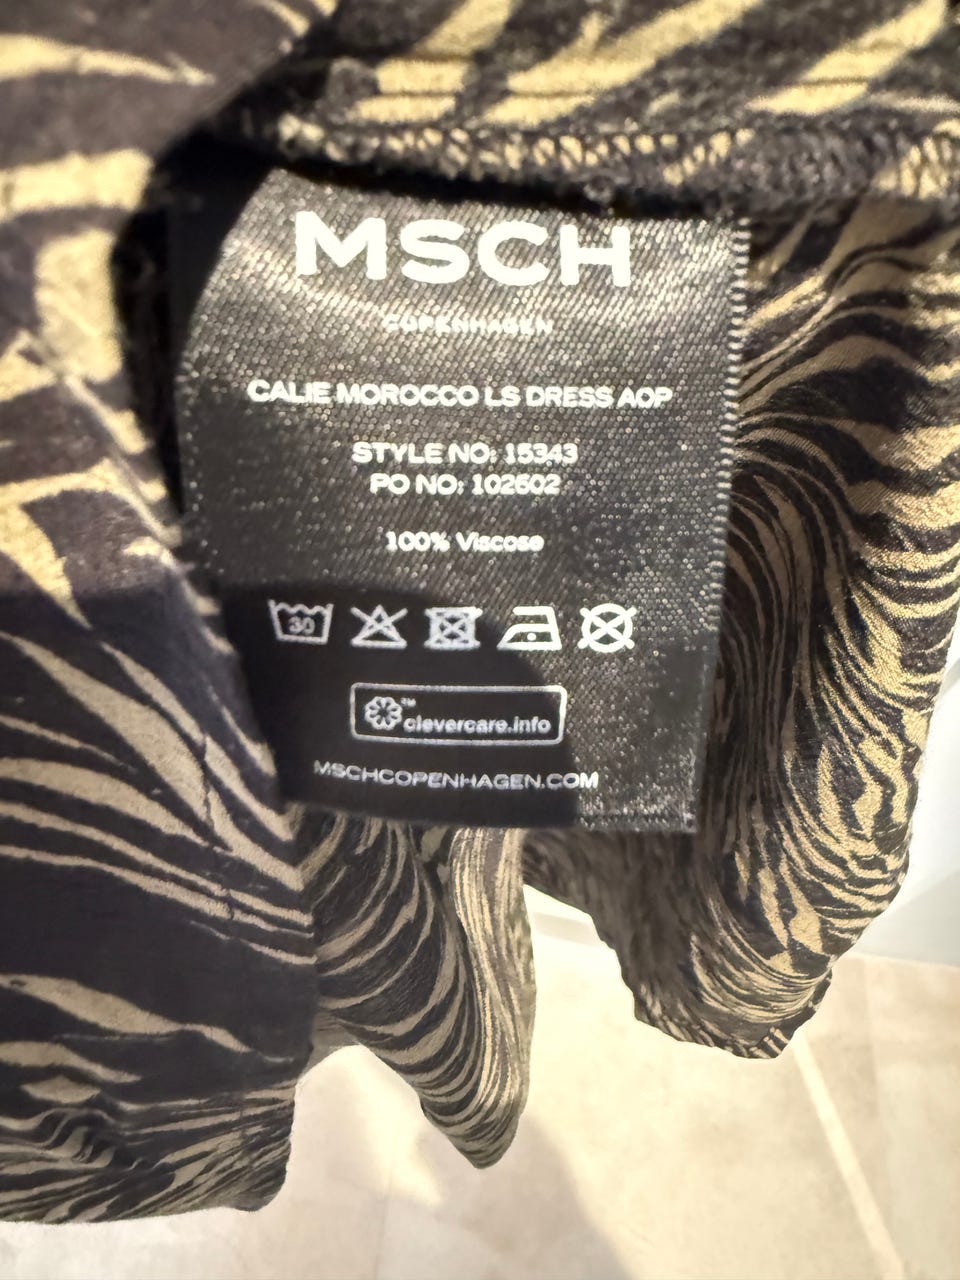 MSCH
COPENHAGEN
CALIE MOROCCO LS DRESS AOP
STYLE NO: 15343
PO NO: 102602
100% Viscose
30
clevercare.info
MSCHCOPENHAGEN.COM